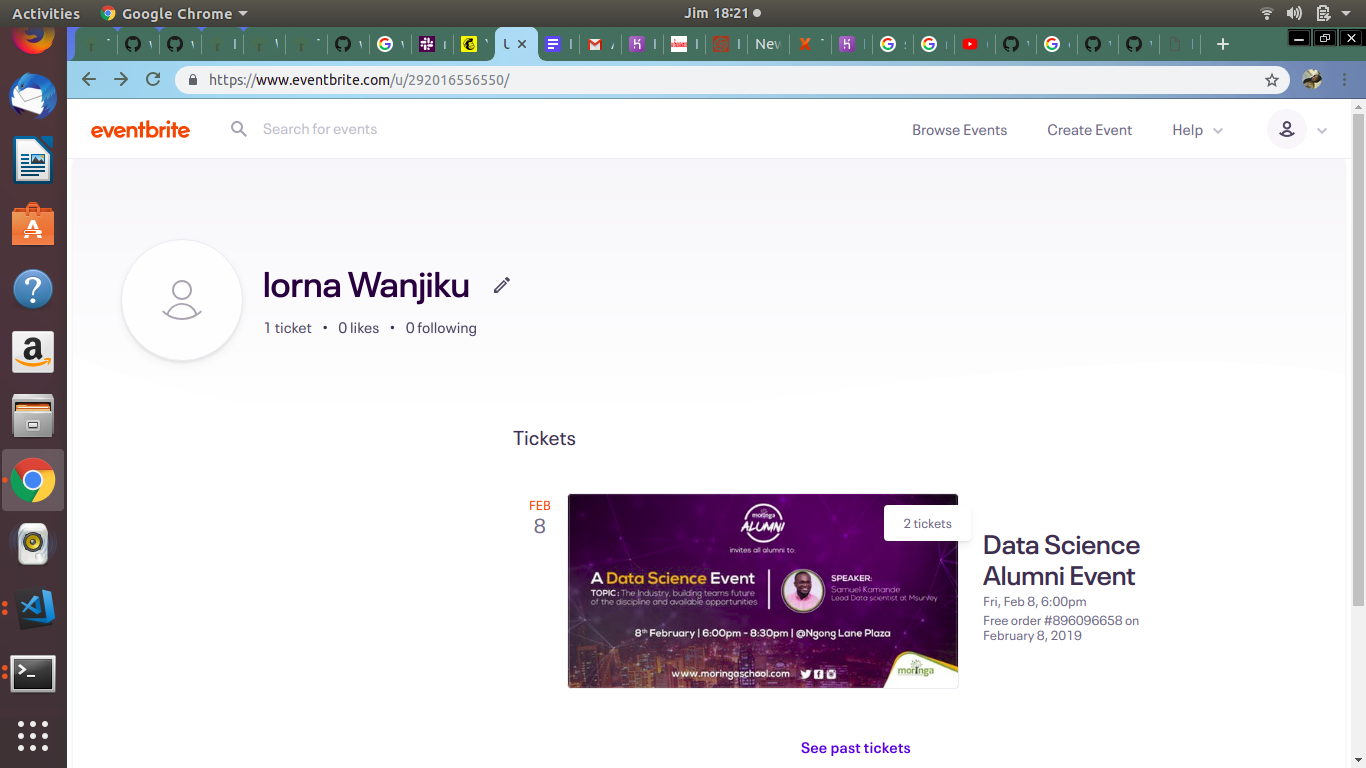 Activities
Google Chrome
Jim 18:21
New
https://www.eventbrite.com/u/292016556550/
eventbrite
Search for events
Browse Events
Create Event
Help
lorna Wanjiku
1 ticket • 0 likes • 0 following
Tickets
FEB
8
2 tickets
moringa
ALUMNI
invites all alumni to:
A Data Science Event
TOPIC: The Industry, building teams future
of the discipline and available opportunities
SPEAKER:
Samuel Kamande
Lead Data scientist at Msurvey
8th February | 6:00pm - 8:30pm | @Ngong Lane Plaza
www.moringaschool.com
moringa
Data Science
Alumni Event
Fri, Feb 8, 6:00pm
Free order #896096658 on
February 8, 2019
See past tickets